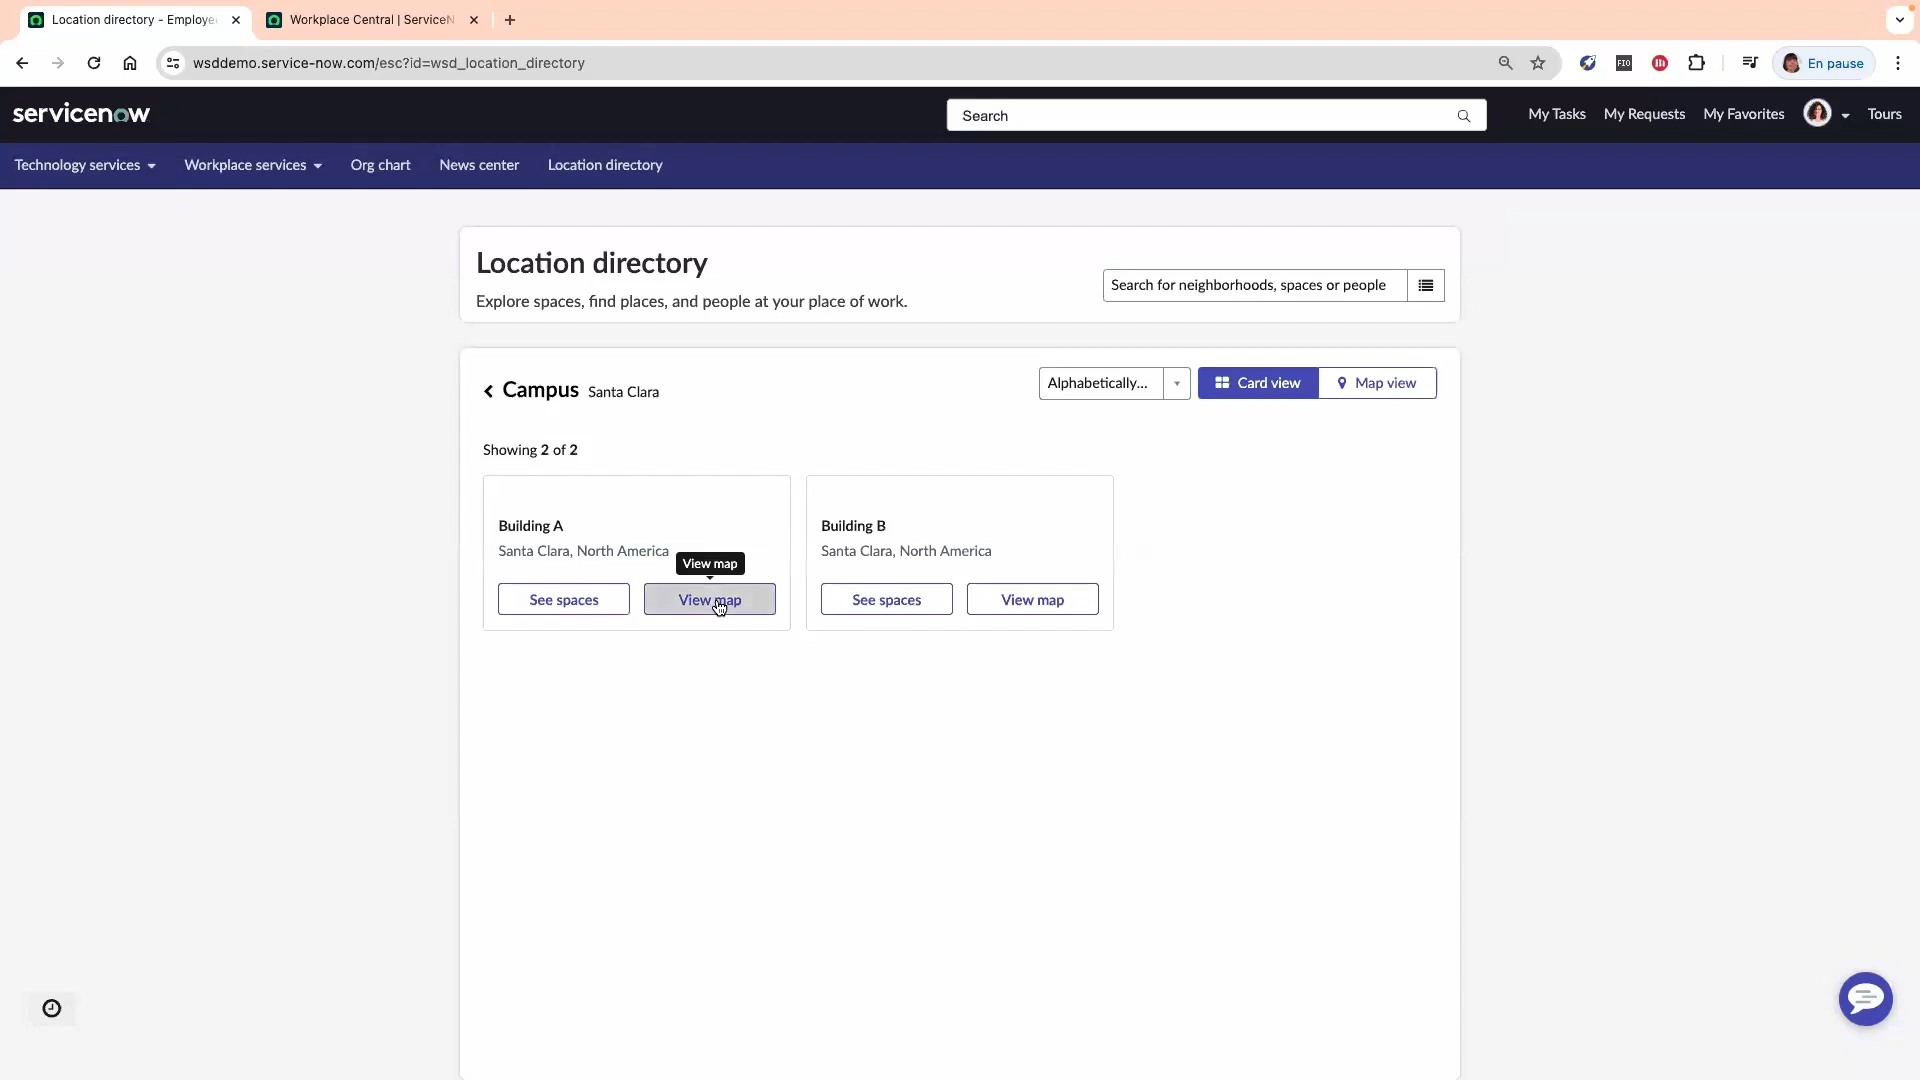 Location directory - Employe
Workplace Central | ServiceN
wsddemo.service-now.com/esc?id=wsd_location_directory
FIO
En pause
servicenow
Search
My Tasks
My Requests
My Favorites
Tours
Technology services
Workplace services
Org chart
News center
Location directory
Location directory
Explore spaces, find places, and people at your place of work.
Search for neighborhoods, spaces or people
Campus Santa Clara
Alphabetically...
Card view
Map view
Showing 2 of 2
Building A
Santa Clara, North America
View map
See spaces
View map
Building B
Santa Clara, North America
See spaces
View map